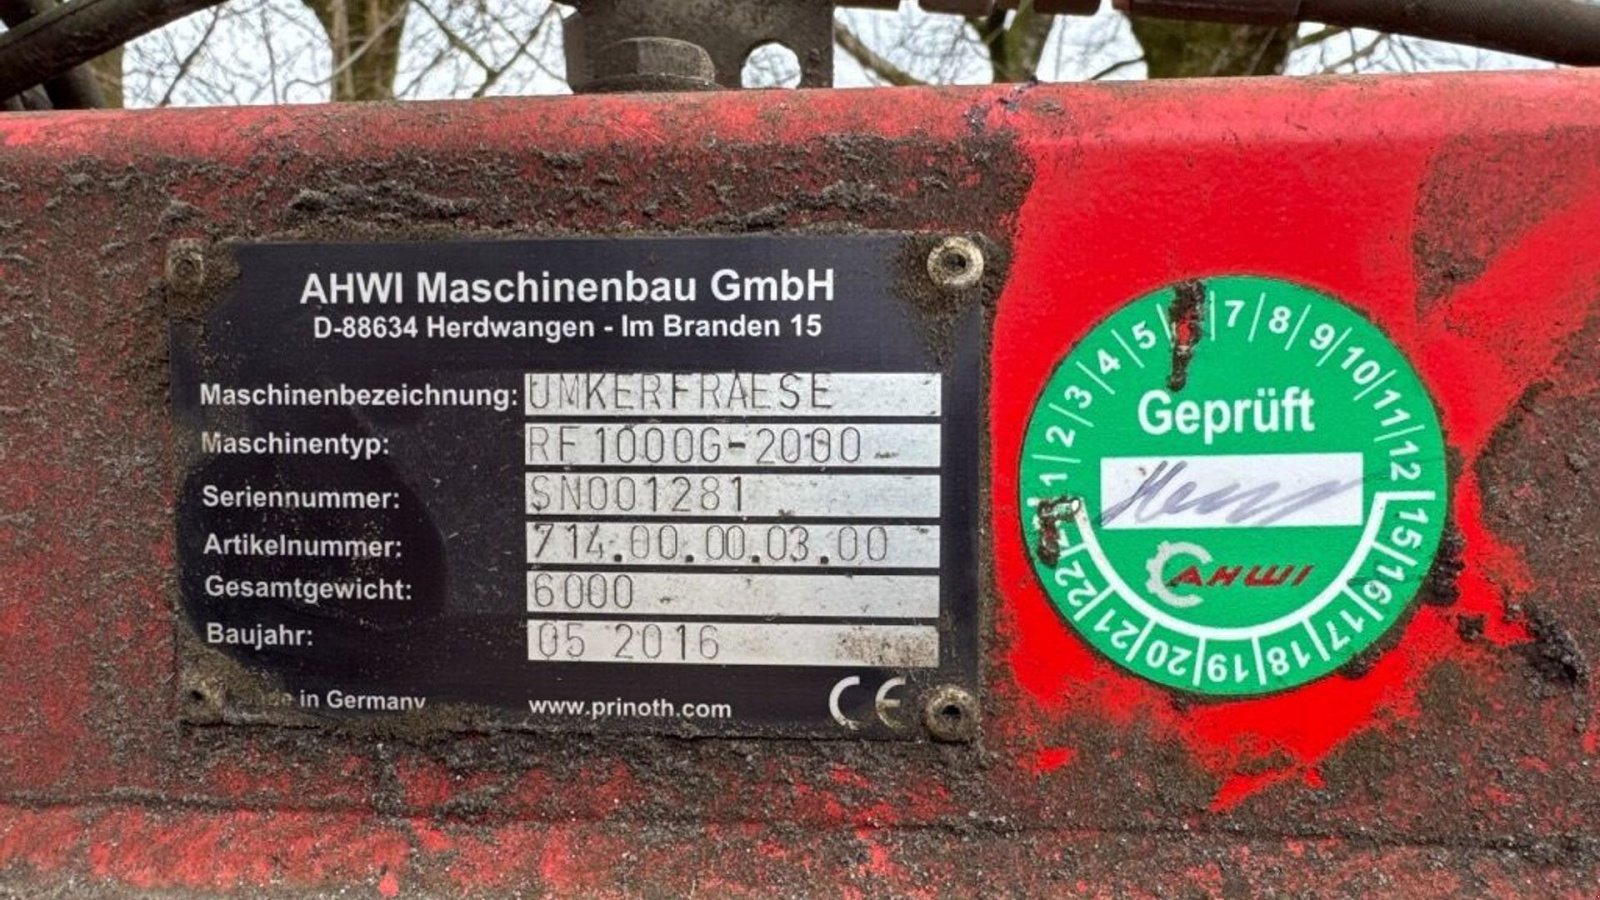 AHWI Maschinenbau GmbH
D-88634 Herdwangen - Im Branden 15
Maschinenbezeichnung: UMKERFRAESE
Maschinentyp: RF1000G-2000
Seriennummer: SN001281
Artikelnummer: 714.00.00.03.00
Gesamtgewicht: 6000
Baujahr: 05 2016
in Germany
www.prinoth.com
CE
1 2 3 4 5 7 8 9 10 11 12
Geprüft
AHWI
15 16 17 18 19 20 21 22